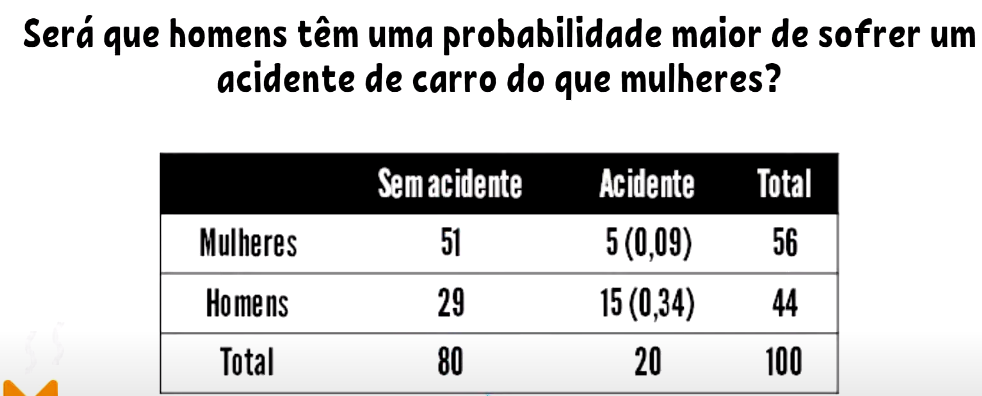 Será que homens têm uma probabilidade maior de sofrer um
acidente de carro do que mulheres?
Sem acidente Acidente Total
Mulheres 51 5 (0,09) 56
Homens 29 15 (0,34) 44
Total 80 20 100